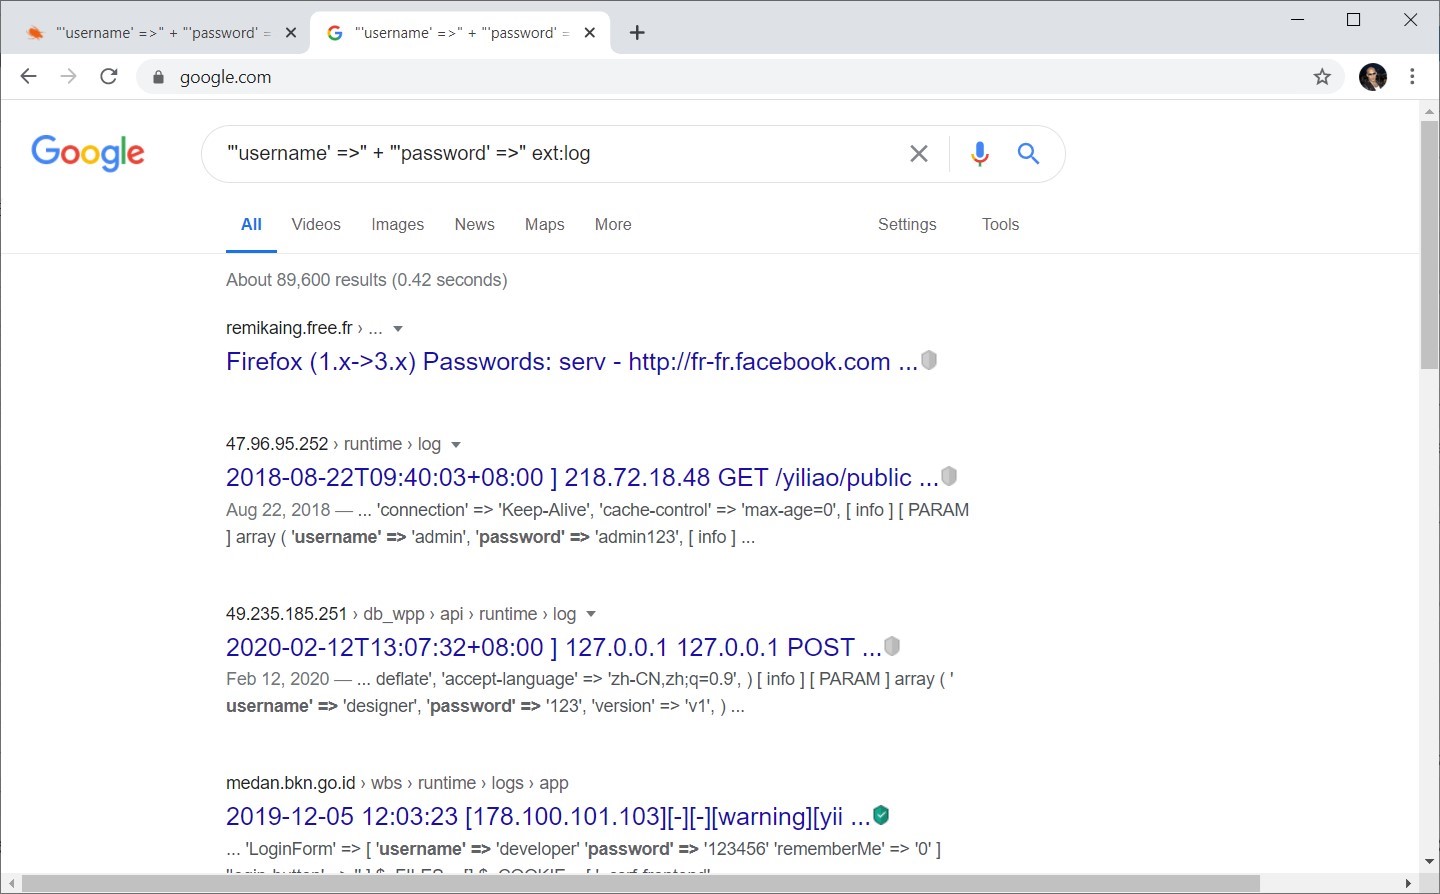 "'username' =>" + "'password' =
"'username' =>" + "'password' =
google.com
Google
"'username' =>" + "'password' =>" ext:log
All Videos Images News Maps More Settings Tools
About 89,600 results (0.42 seconds)
remikaing.free.fr › ...
Firefox (1.x->3.x) Passwords: serv - http://fr-fr.facebook.com ...
47.96.95.252 › runtime › log
2018-08-22T09:40:03+08:00 ] 218.72.18.48 GET /yiliao/public ...
Aug 22, 2018 — ... 'connection' => 'Keep-Alive', 'cache-control' => 'max-age=0', [ info ] [ PARAM
] array ( 'username' => 'admin', 'password' => 'admin123', [ info ] ...
49.235.185.251 › db_wpp › api › runtime › log
2020-02-12T13:07:32+08:00 ] 127.0.0.1 127.0.0.1 POST ...
Feb 12, 2020 — ... deflate', 'accept-language' => 'zh-CN,zh;q=0.9', ) [ info ] [ PARAM ] array ( '
username' => 'designer', 'password' => '123', 'version' => 'v1', ) ...
medan.bkn.go.id › wbs › runtime › logs › app
2019-12-05 12:03:23 [178.100.101.103][-][-][warning][yii ...
... 'LoginForm' => [ 'username' => 'developer' 'password' => '123456' 'rememberMe' => '0' ]